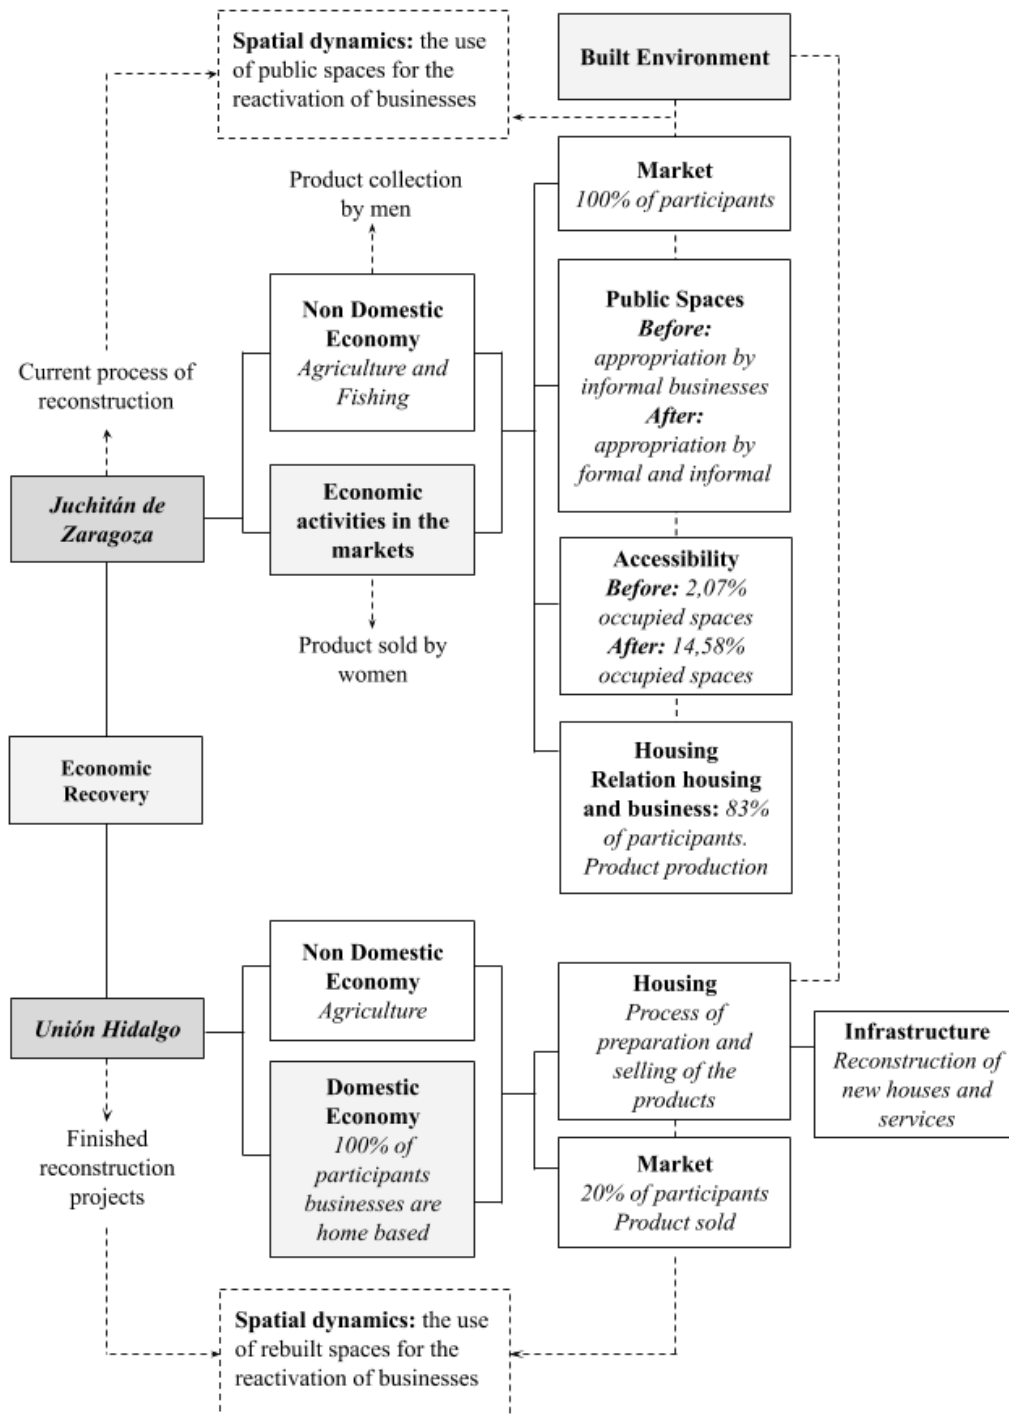 Spatial dynamics: the use
of public spaces for the
reactivation of businesses
Built Environment
Product collection
by men
Market
100% of participants
Non Domestic
Economy
Agriculture and
Fishing
Public Spaces
Before:
appropriation by
informal businesses
After:
appropriation by
formal and informal
Current process of
reconstruction
Juchitán de
Zaragoza
Economic
activities in the
markets
Accessibility
Before: 2,07%
occupied spaces
After: 14,58%
occupied spaces
Product sold by
women
Economic
Recovery
Housing
Relation housing
and business: 83%
of participants.
Product production
Non Domestic
Economy
Agriculture
Housing
Process of
preparation and
selling of the
products
Infrastructure
Reconstruction of
new houses and
services
Unión Hidalgo
Domestic
Economy
100% of
participants
businesses are
home based
Market
20% of participants
Product sold
Finished
reconstruction
projects
Spatial dynamics: the use
of rebuilt spaces for the
reactivation of businesses